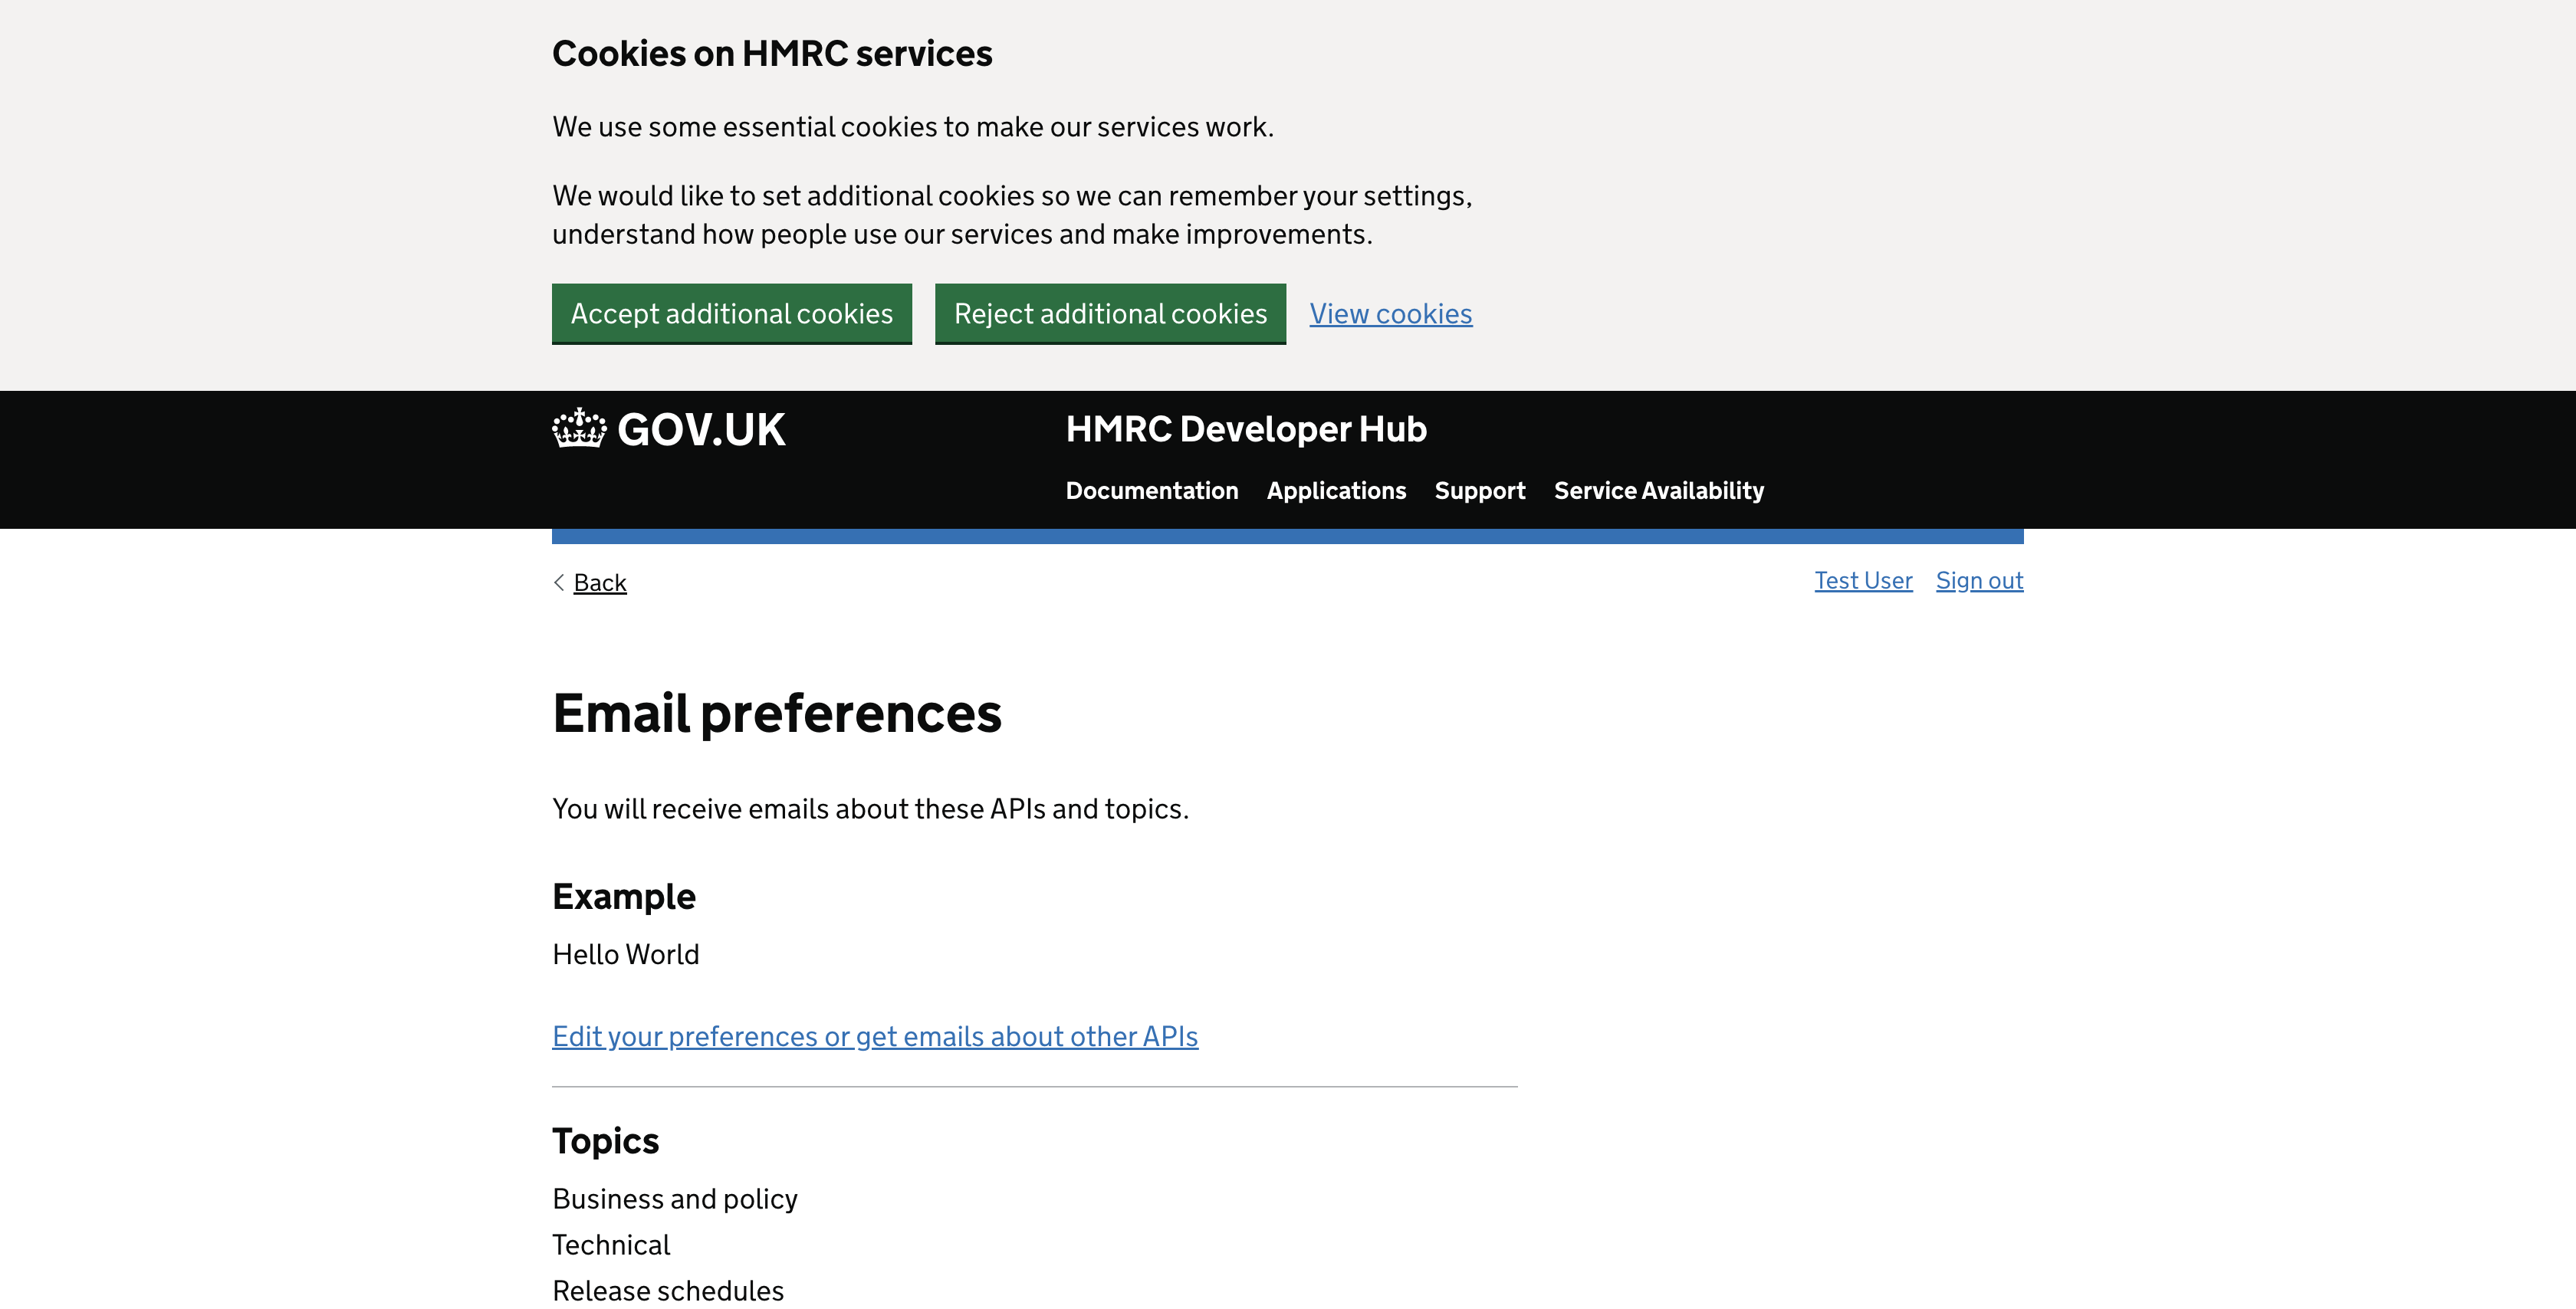 Cookies on HMRC services
We use some essential cookies to make our services work.
We would like to set additional cookies so we can remember your settings,
understand how people use our services and make improvements.
Accept additional cookies Reject additional cookies View cookies
GOV.UK HMRC Developer Hub
Documentation Applications Support Service Availability
Back Test User Sign out
Email preferences
You will receive emails about these APIs and topics.
Example
Hello World
Edit your preferences or get emails about other APIs
Topics
Business and policy
Technical
Release schedules